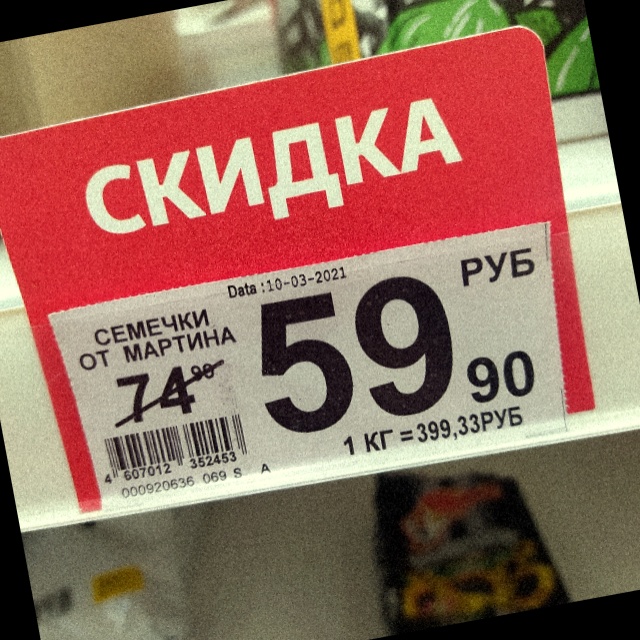 СКИДКА
Data :10-03-2021
РУБ
СЕМЕЧКИ
ОТ МАРТИНА
74 90
59 90
1 КГ =399,33РУБ
4 607012 352453
000920636 069 S A